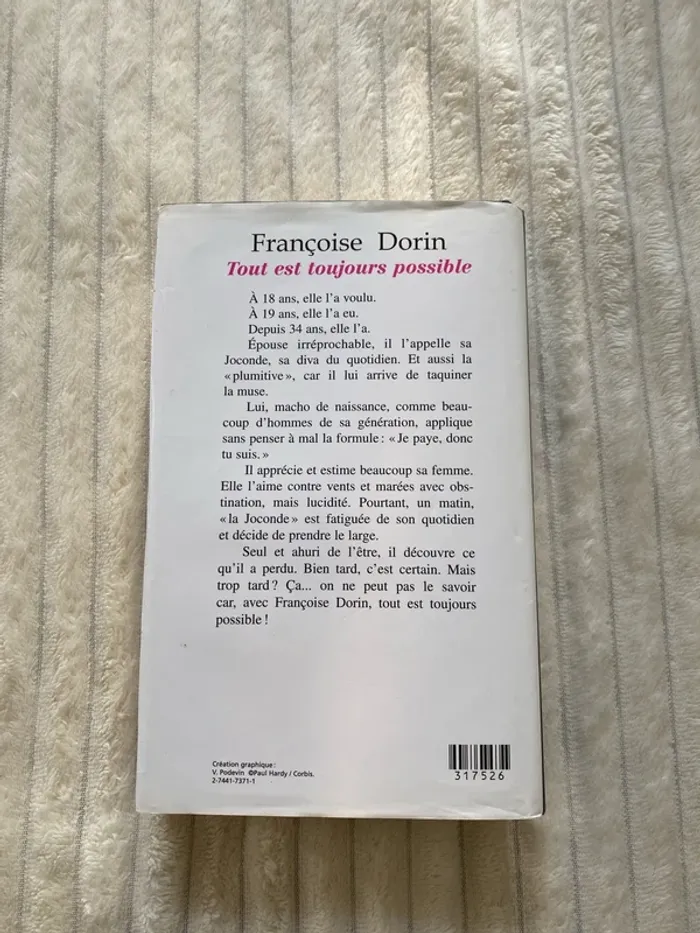 Françoise Dorin
Tout est toujours possible
À 18 ans, elle l'a voulu.
À 19 ans, elle l'a eu.
Depuis 34 ans, elle l'a.
Épouse irréprochable, il l'appelle sa
Joconde, sa diva du quotidien. Et aussi la
«plumitive», car il lui arrive de taquiner
la muse.
Lui, macho de naissance, comme beau-
coup d'hommes de sa génération, applique
sans penser à mal la formule : «Je paye, donc
tu suis.»
Il apprécie et estime beaucoup sa femme.
Elle l'aime contre vents et marées avec obs-
tination, mais lucidité. Pourtant, un matin,
«la Joconde» est fatiguée de son quotidien
et décide de prendre le large.
Seul et ahuri de l'être, il découvre ce
qu'il a perdu. Bien tard, c'est certain. Mais
trop tard ? Ça... on ne peut pas le savoir
car, avec Françoise Dorin, tout est toujours
possible !
Création graphique :
V. Podevin ©Paul Hardy / Corbis.
2-7441-7371-1
317526